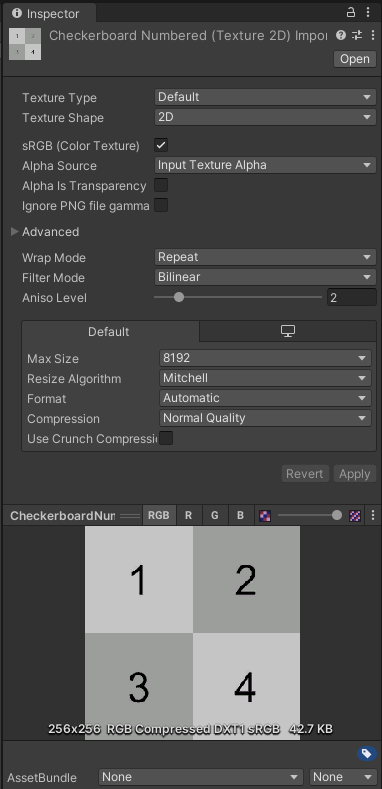 Inspector
Checkerboard Numbered (Texture 2D) Impor
Open
Texture Type Default
Texture Shape 2D
sRGB (Color Texture)
Alpha Source Input Texture Alpha
Alpha Is Transparency
Ignore PNG file gamma
Advanced
Wrap Mode Repeat
Filter Mode Bilinear
Aniso Level 2
Default
Max Size 8192
Resize Algorithm Mitchell
Format Automatic
Compression Normal Quality
Use Crunch Compressi
Revert Apply
CheckerboardNum RGB R G B
1 2
3 4
256x256 RGB Compressed DXT1 sRGB 42.7 KB
AssetBundle None None